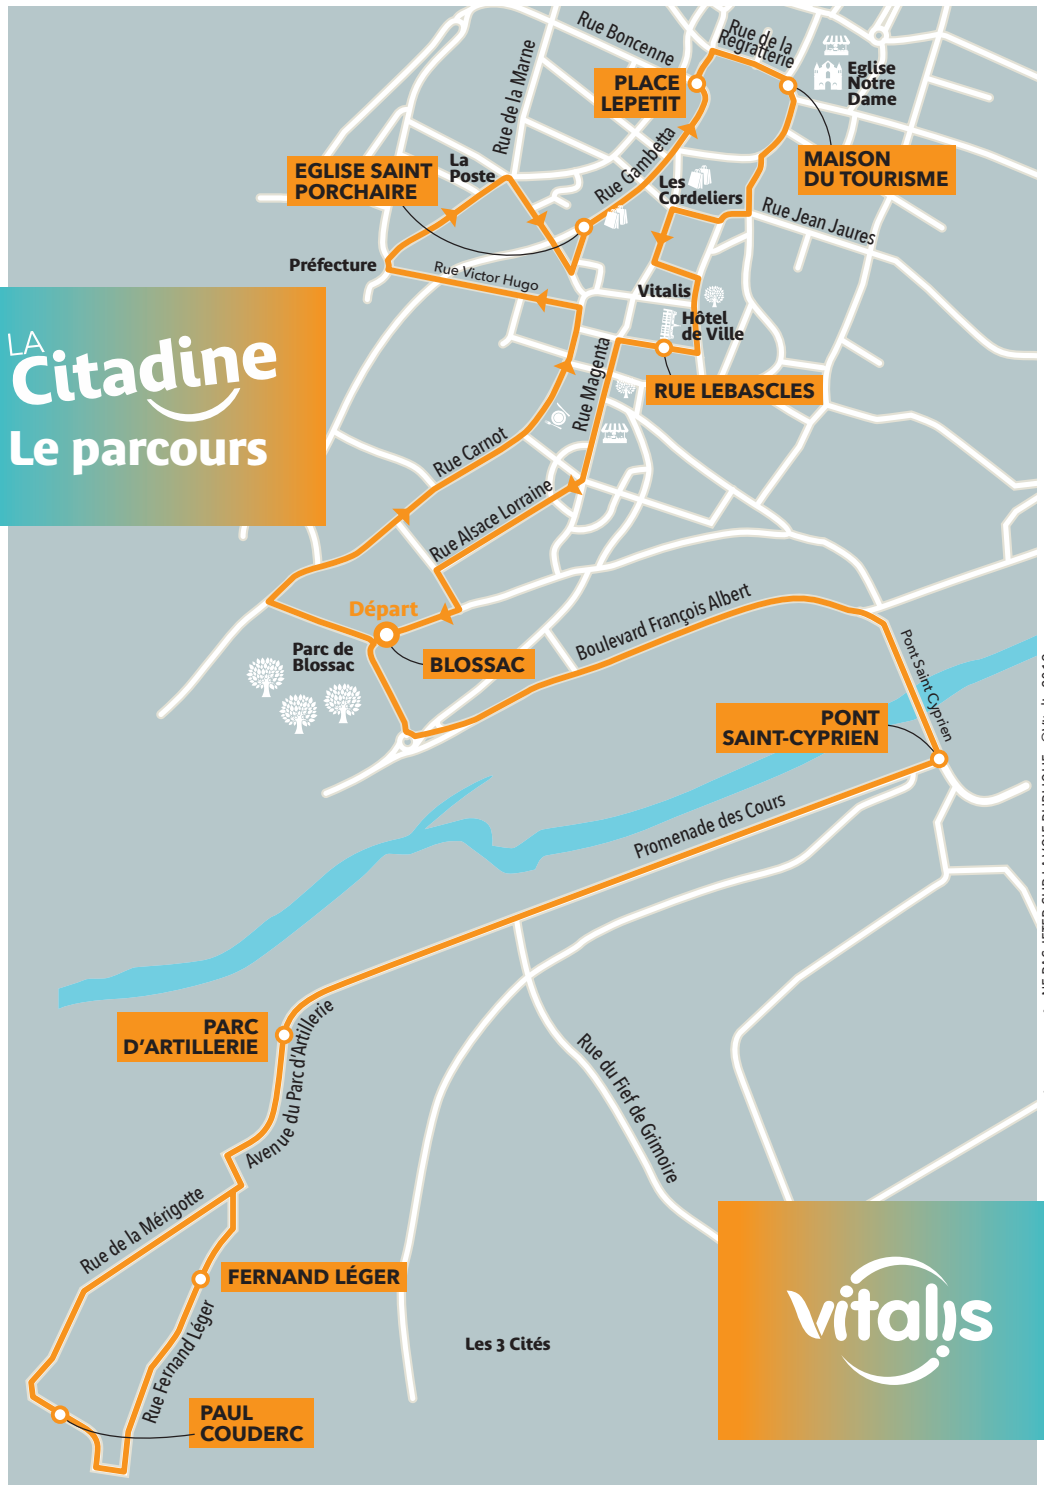 Rue Boncenne
Rue de la
Regratterie
Rue de la Marne
Eglise
Notre
Dame
PLACE
LEPETIT
MAISON
DU TOURISME
EGLISE SAINT
PORCHAIRE
La
Poste
Rue Gambetta
Les
Cordeliers
Rue Jean Jaures
Préfecture
Rue Victor Hugo
Vitalis
Hôtel
de Ville
LA
Citadine
Le parcours
Rue Magenta
RUE LEBASCLES
Rue Carnot
Rue Alsace Lorraine
Départ
Parc de
Blossac
BLOSSAC
Boulevard François Albert
Pont Saint Cyprien
PONT
SAINT-CYPRIEN
Promenade des Cours
PARC
D'ARTILLERIE
Avenue du Parc d'Artillerie
Rue du Fief de Grimoire
Rue de la Mérigotte
FERNAND LÉGER
Rue Fernand Léger
Les 3 Cités
PAUL
COUDERC
vitalis